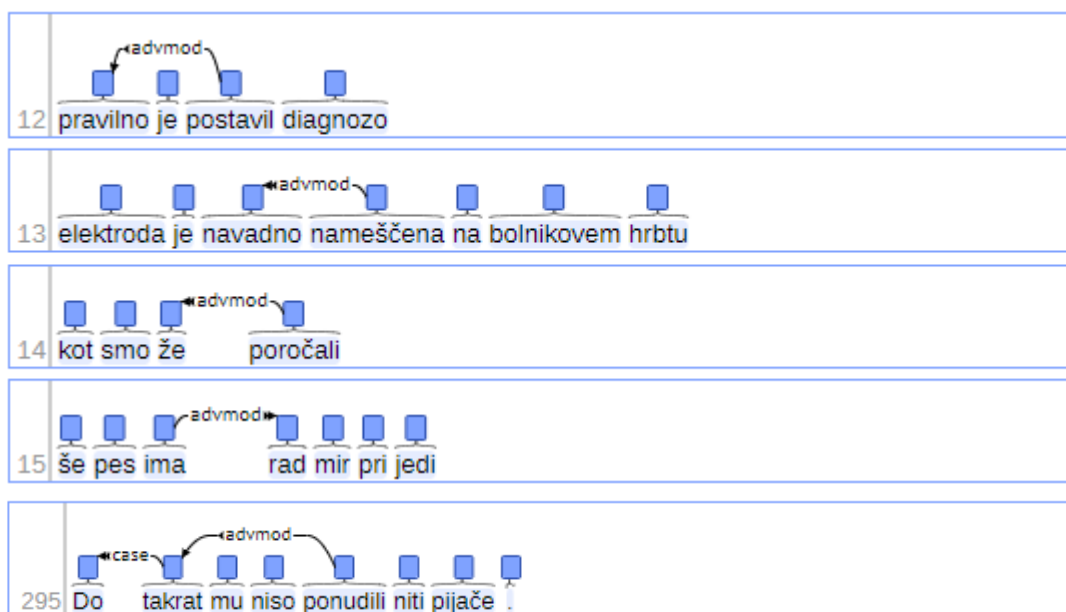 advmod
12 pravilno je postavil diagnozo
advmod
13 elektroda je navadno nameščena na bolnikovem hrbtu
advmod
14 kot smo že poročali
advmod
15 še pes ima rad mir pri jedi
advmod
case
295 Do takrat mu niso ponudili niti pijače .